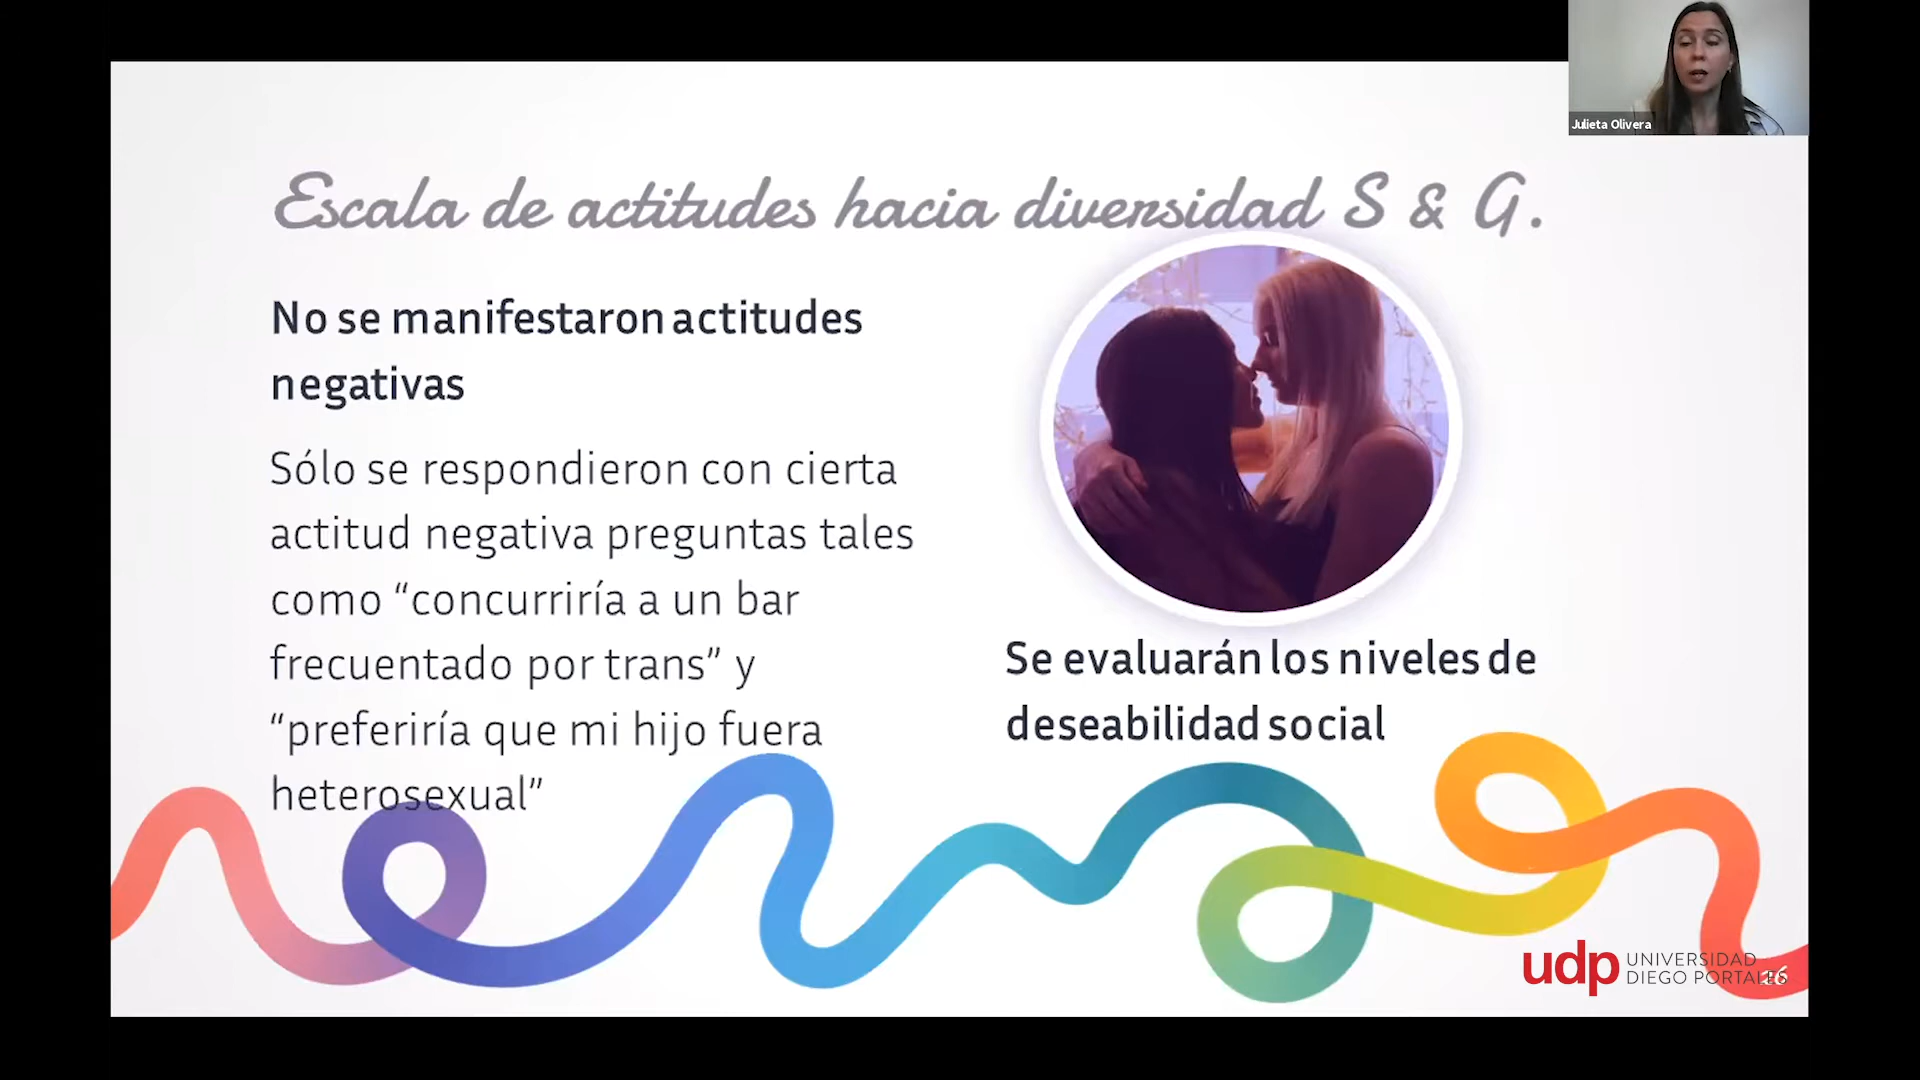 Julieta Olivera
Escala de actitudes hacia diversidad S & G.
No se manifestaron actitudes
negativas
Sólo se respondieron con cierta
actitud negativa preguntas tales
como “concurriría a un bar
frecuentado por trans” y
“preferiría que mi hijo fuera
heterosexual”
Se evaluarán los niveles de
deseabilidad social
udp UNIVERSIDAD
DIEGO PORTALES
26